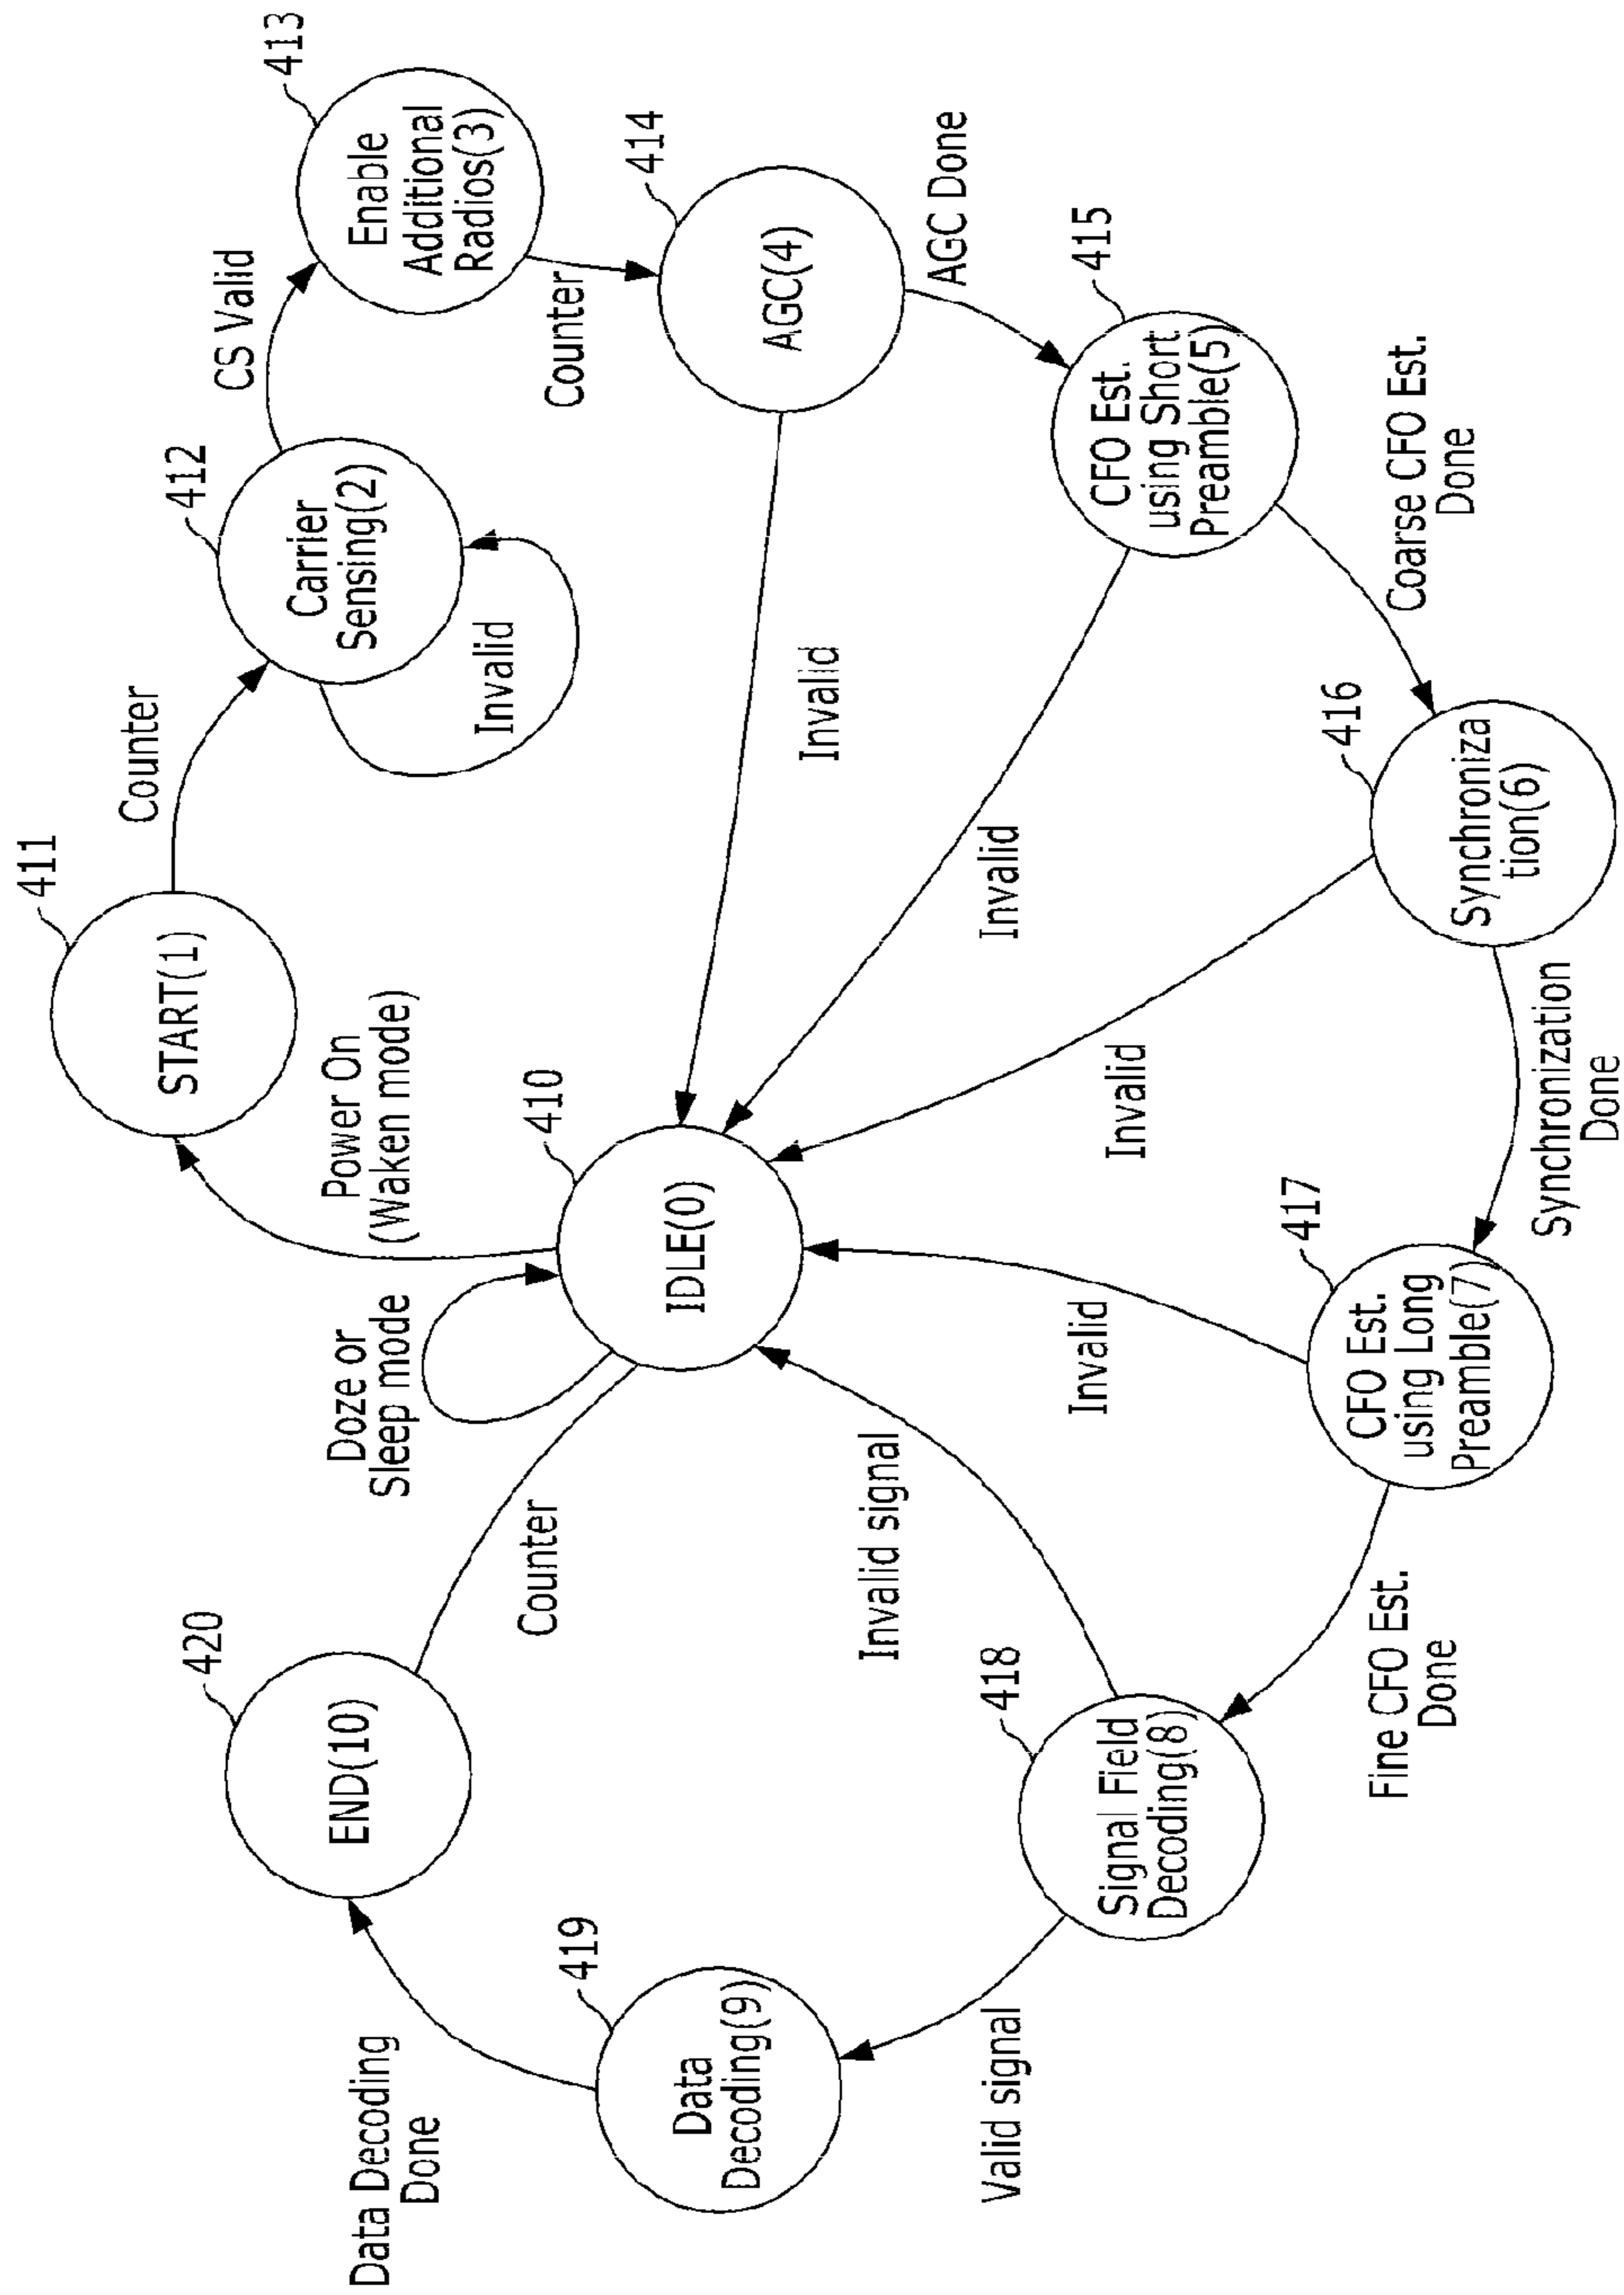 411
START(1)
Counter
412
Carrier
Sensing(2)
Invalid
CS Valid
413
Enable
Additional
Radios(3)
Counter
414
AGC(4)
AGC Done
Invalid
415
CFO Est.
using Short
Preamble(5)
Invalid
Coarse CFO Est.
Done
416
Synchroniza
tion(6)
Invalid
Synchronization
Done
417
CFO Est.
using Long
Preamble(7)
Invalid
Fine CFO Est.
Done
418
Signal Field
Decoding(8)
Invalid signal
Valid signal
419
Data
Decoding(9)
Data Decoding
Done
420
END(10)
Counter
Doze or
Sleep mode
Power On
(Waken mode)
410
IDLE(0)